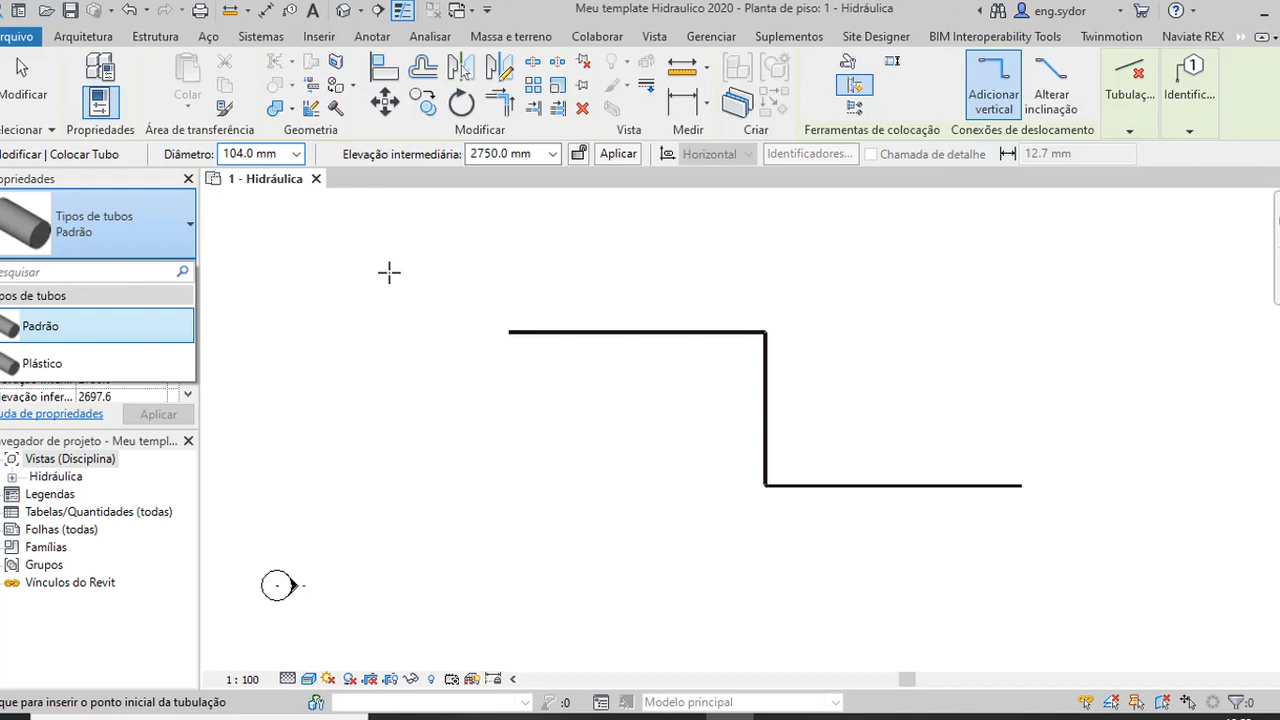 Meu template Hidraulico 2020 - Planta de piso: 1 - Hidráulica
eng.sydor
rquivo Arquitetura Estrutura Aço Sistemas Inserir Anotar Analisar Massa e terreno Colaborar Vista Gerenciar Suplementos Site Designer BIM Interoperability Tools Twinmotion Naviate REX
Modificar
Colar
Adicionar vertical
Alterar inclinação
Tubulaç...
Identific...
elecionar Propriedades Área de transferência Geometria Modificar Vista Medir Criar Ferramentas de colocação Conexões de deslocamento
odificar | Colocar Tubo Diâmetro: 104.0 mm Elevação intermediária: 2750.0 mm Aplicar Horizontal Identificadores... Chamada de detalhe 12.7 mm
opriedades
1 - Hidráulica
Tipos de tubos
Padrão
esquisar
pos de tubos
Padrão
Plástico
levação infer... 2697.6
uda de propriedades Aplicar
avegador de projeto - Meu templ...
Vistas (Disciplina)
Hidráulica
Legendas
Tabelas/Quantidades (todas)
Folhas (todas)
Famílias
Grupos
Vínculos do Revit
1 : 100
que para inserir o ponto inicial da tubulação
:0
Modelo principal
:0